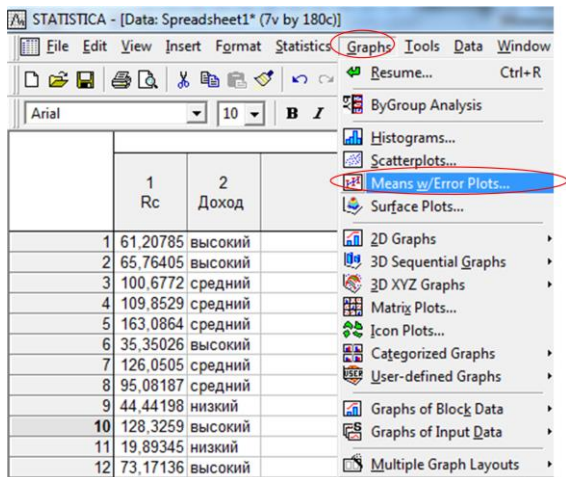 STATISTICA - [Data: Spreadsheet1* (7v by 180c)]
File Edit View Insert Format Statistics Graphs Tools Data Window
Resume... Ctrl+R
Arial 10 B I
ByGroup Analysis
Histograms...
Scatterplots...
Means w/Error Plots...
Surface Plots...
2D Graphs
3D Sequential Graphs
3D XYZ Graphs
Matrix Plots...
Icon Plots...
Categorized Graphs
User-defined Graphs
Graphs of Block Data
Graphs of Input Data
Multiple Graph Layouts
1 2
Rc Доход
1 61,20785 высокий
2 65,76405 высокий
3 100,6772 средний
4 109,8529 средний
5 163,0864 средний
6 35,35026 высокий
7 126,0505 средний
8 95,08187 средний
9 44,44198 низкий
10 128,3259 высокий
11 19,89345 низкий
12 73,17136 высокий